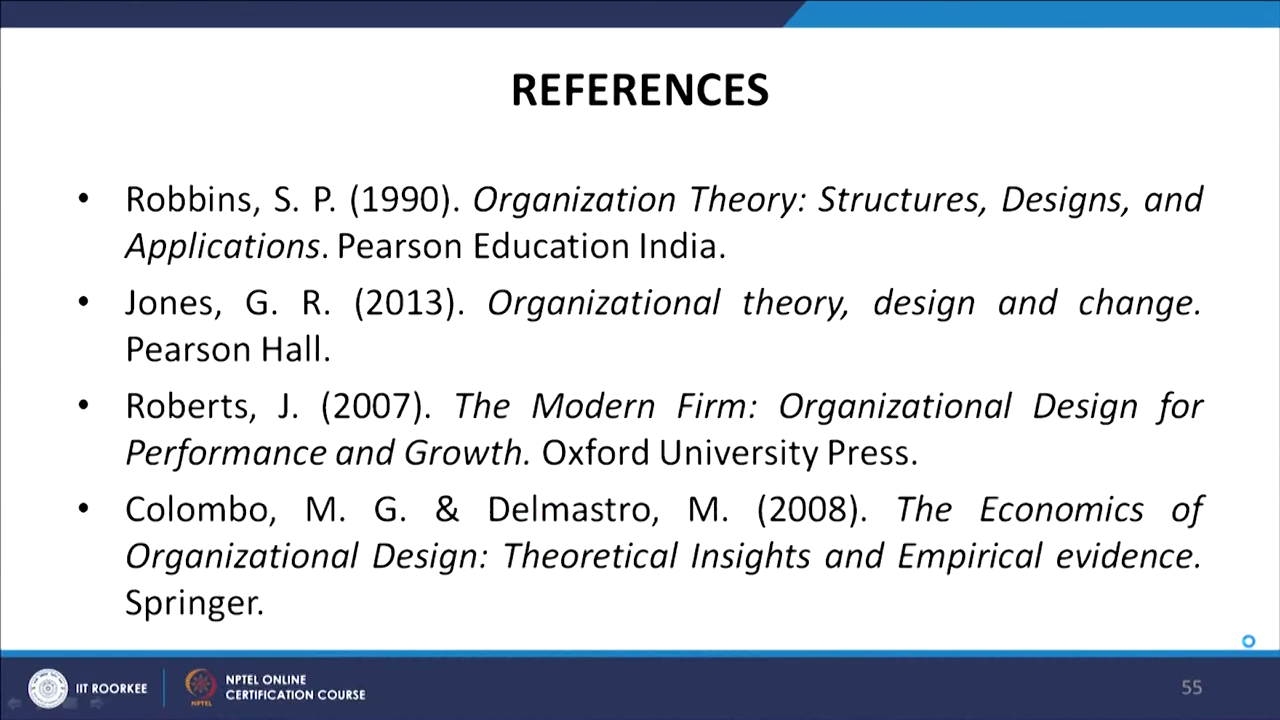 REFERENCES
• Robbins, S. P. (1990). Organization Theory: Structures, Designs, and
Applications. Pearson Education India.
• Jones, G. R. (2013). Organizational theory, design and change.
Pearson Hall.
• Roberts, J. (2007). The Modern Firm: Organizational Design for
Performance and Growth. Oxford University Press.
• Colombo, M. G. & Delmastro, M. (2008). The Economics of
Organizational Design: Theoretical Insights and Empirical evidence.
Springer.
IIT ROORKEE
NPTEL
NPTEL ONLINE
CERTIFICATION COURSE
55